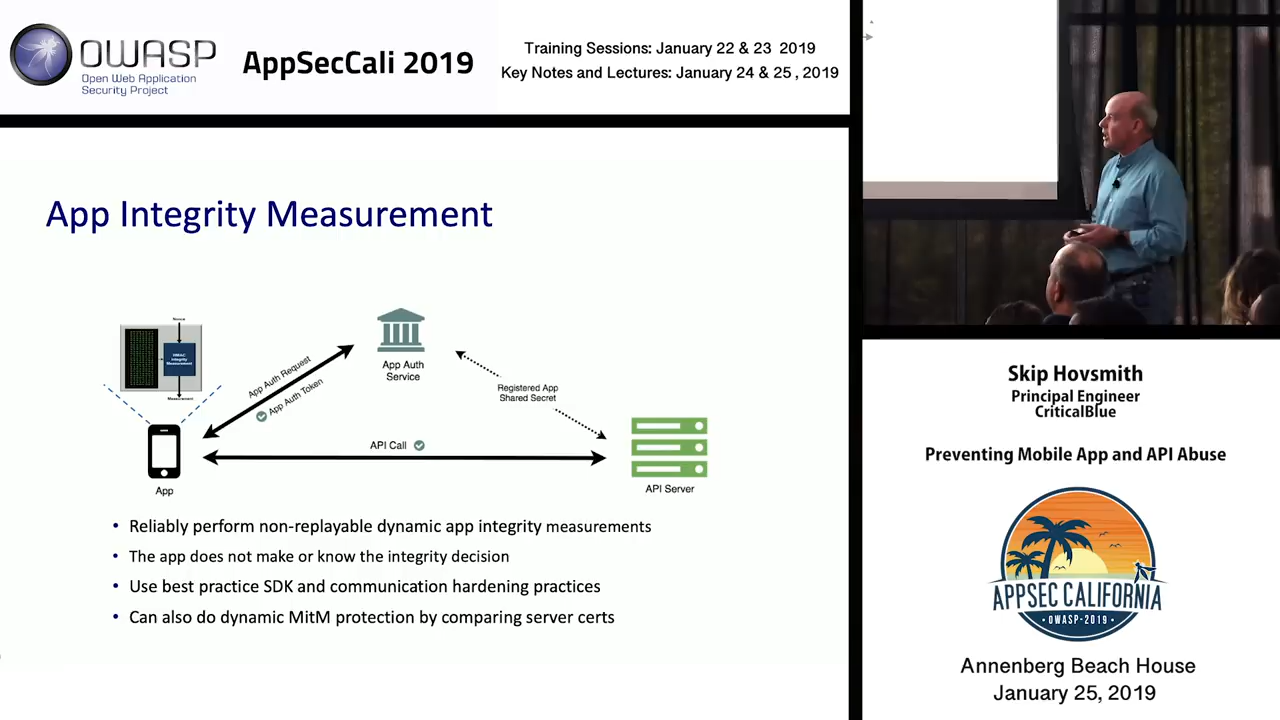 OWASP
Open Web Application
Security Project
AppSecCali 2019
Training Sessions: January 22 & 23 2019
Key Notes and Lectures: January 24 & 25, 2019
App Integrity Measurement
Nonce
HMAC
Integrity
Measurement
Measurement
App Auth Request
App Auth Token
App Auth
Service
Registered App
Shared Secret
API Call
App
API Server
• Reliably perform non-replayable dynamic app integrity measurements
• The app does not make or know the integrity decision
• Use best practice SDK and communication hardening practices
• Can also do dynamic MitM protection by comparing server certs
Skip Hovsmith
Principal Engineer
CriticalBlue
Preventing Mobile App and API Abuse
APPSEC CALIFORNIA
• OWASP-2019 •
Annenberg Beach House
January 25, 2019